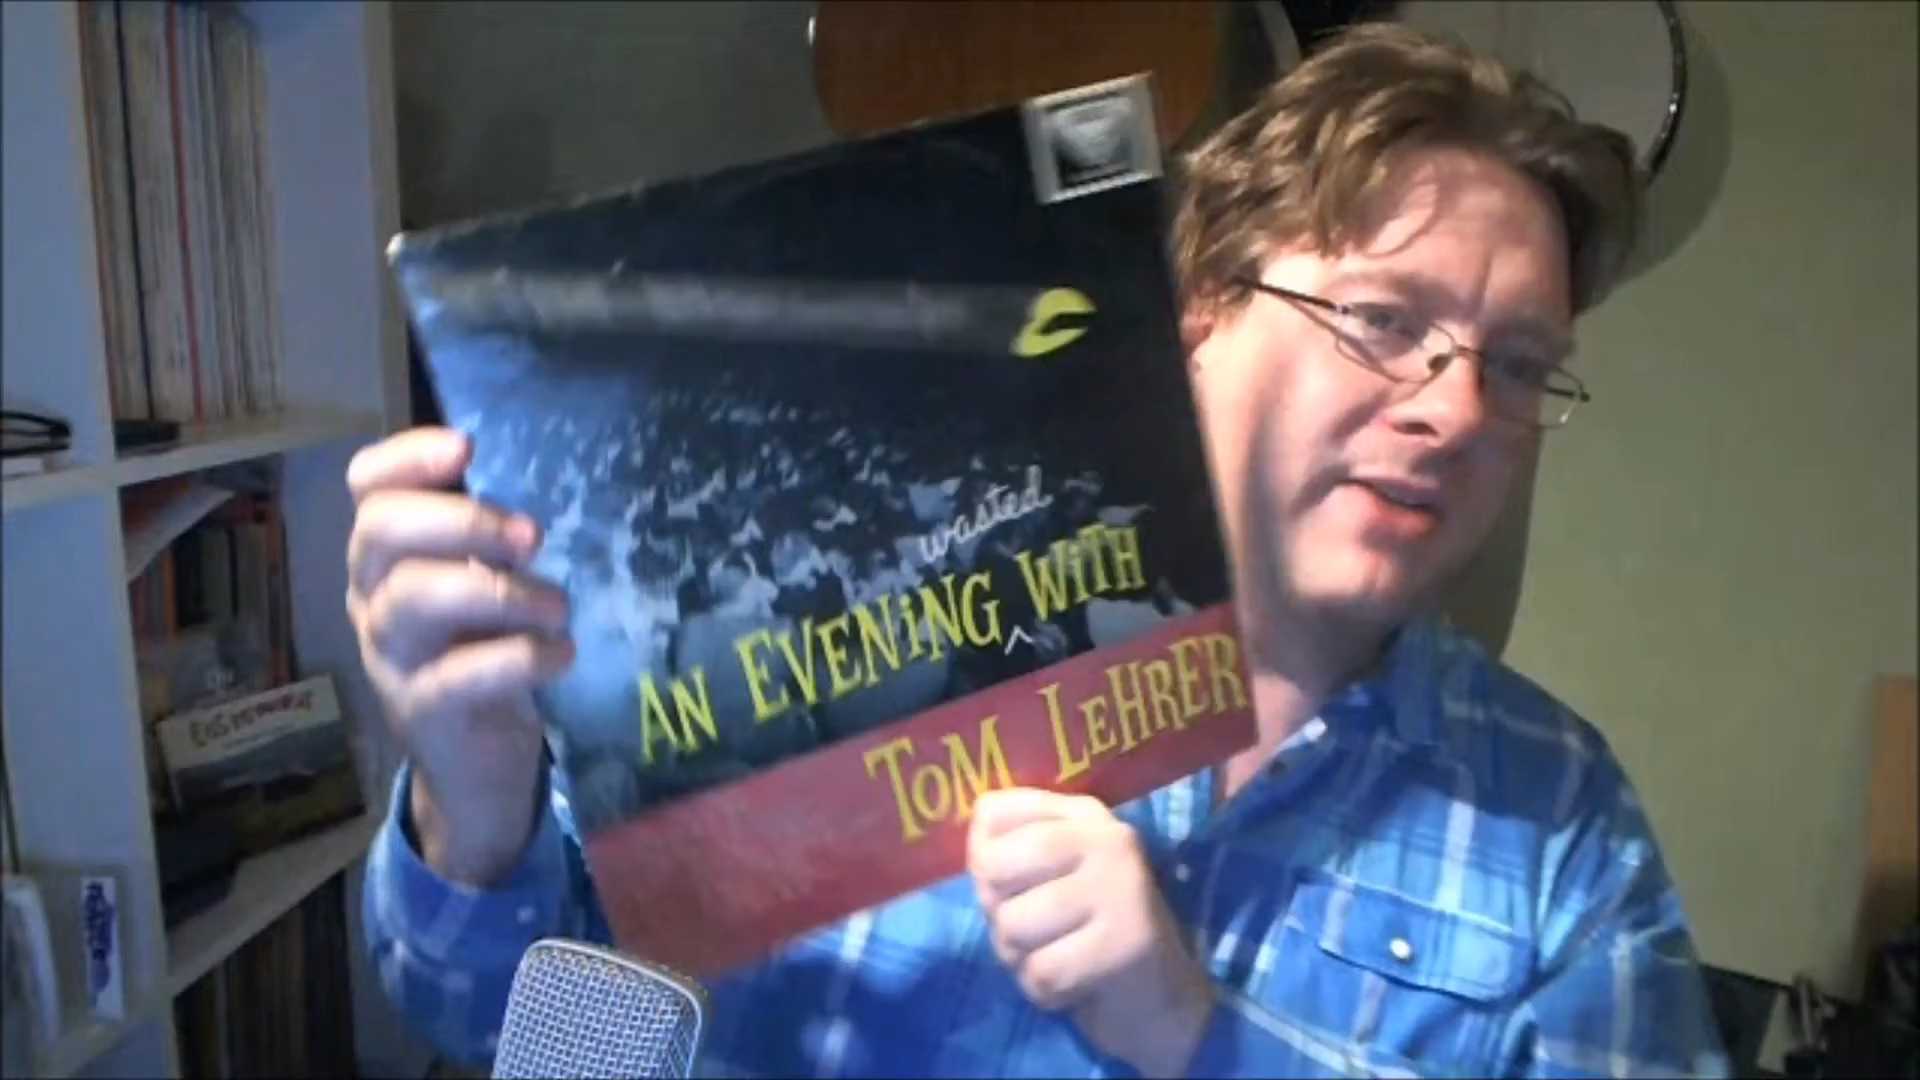 wasted
AN EVENING ^ WITH
TOM LEHRER